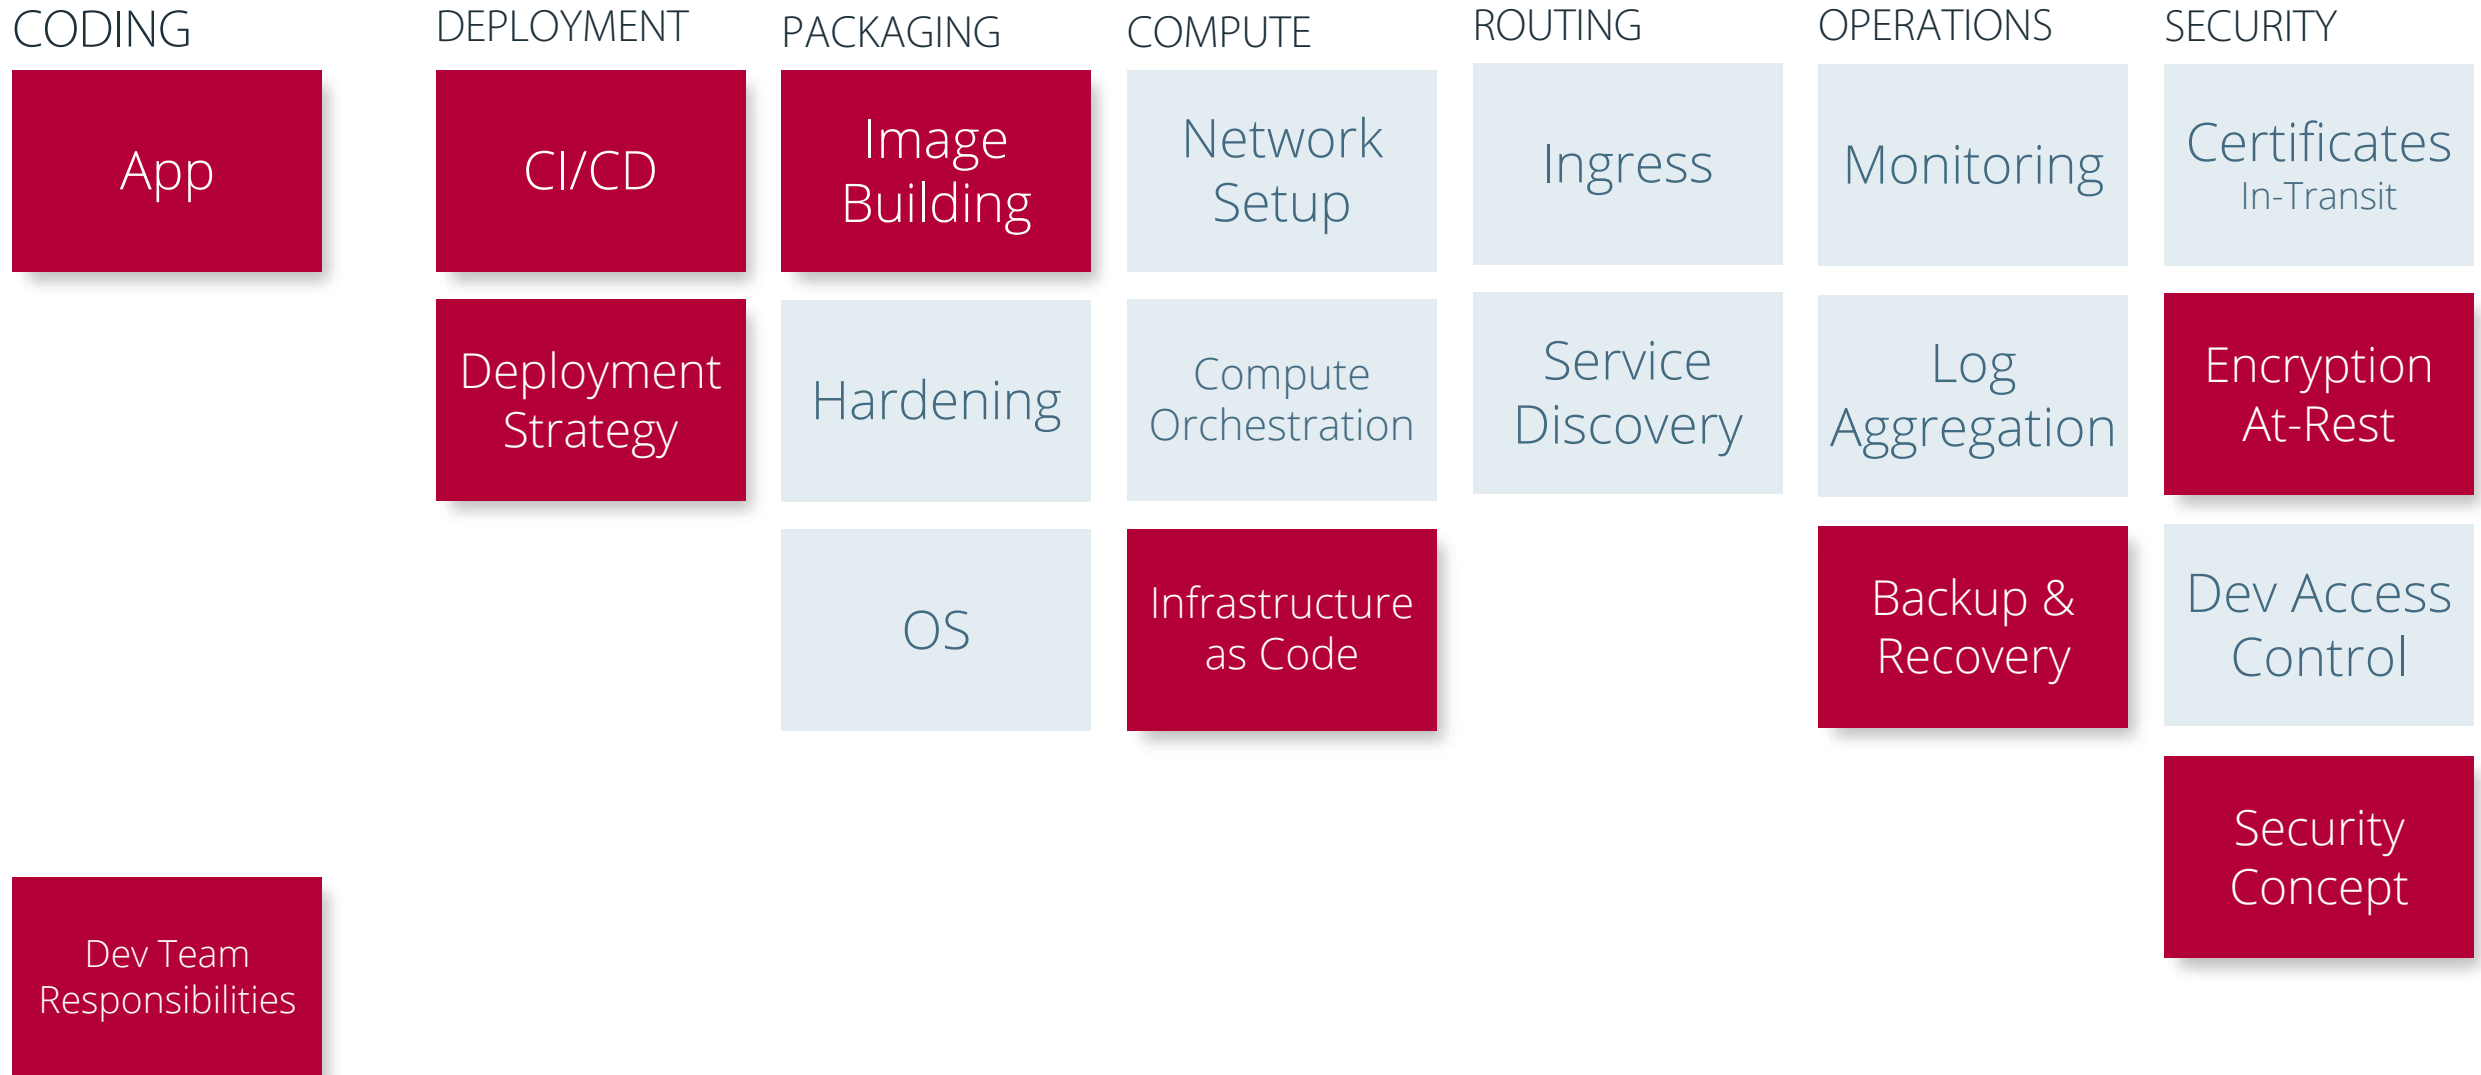 CODING
App
DEPLOYMENT
CI/CD
Deployment
Strategy
PACKAGING
Image
Building
Hardening
OS
COMPUTE
Network
Setup
Compute
Orchestration
Infrastructure
as Code
ROUTING
Ingress
Service
Discovery
OPERATIONS
Monitoring
Log
Aggregation
Backup &
Recovery
SECURITY
Certificates
In-Transit
Encryption
At-Rest
Dev Access
Control
Security
Concept
Dev Team
Responsibilities